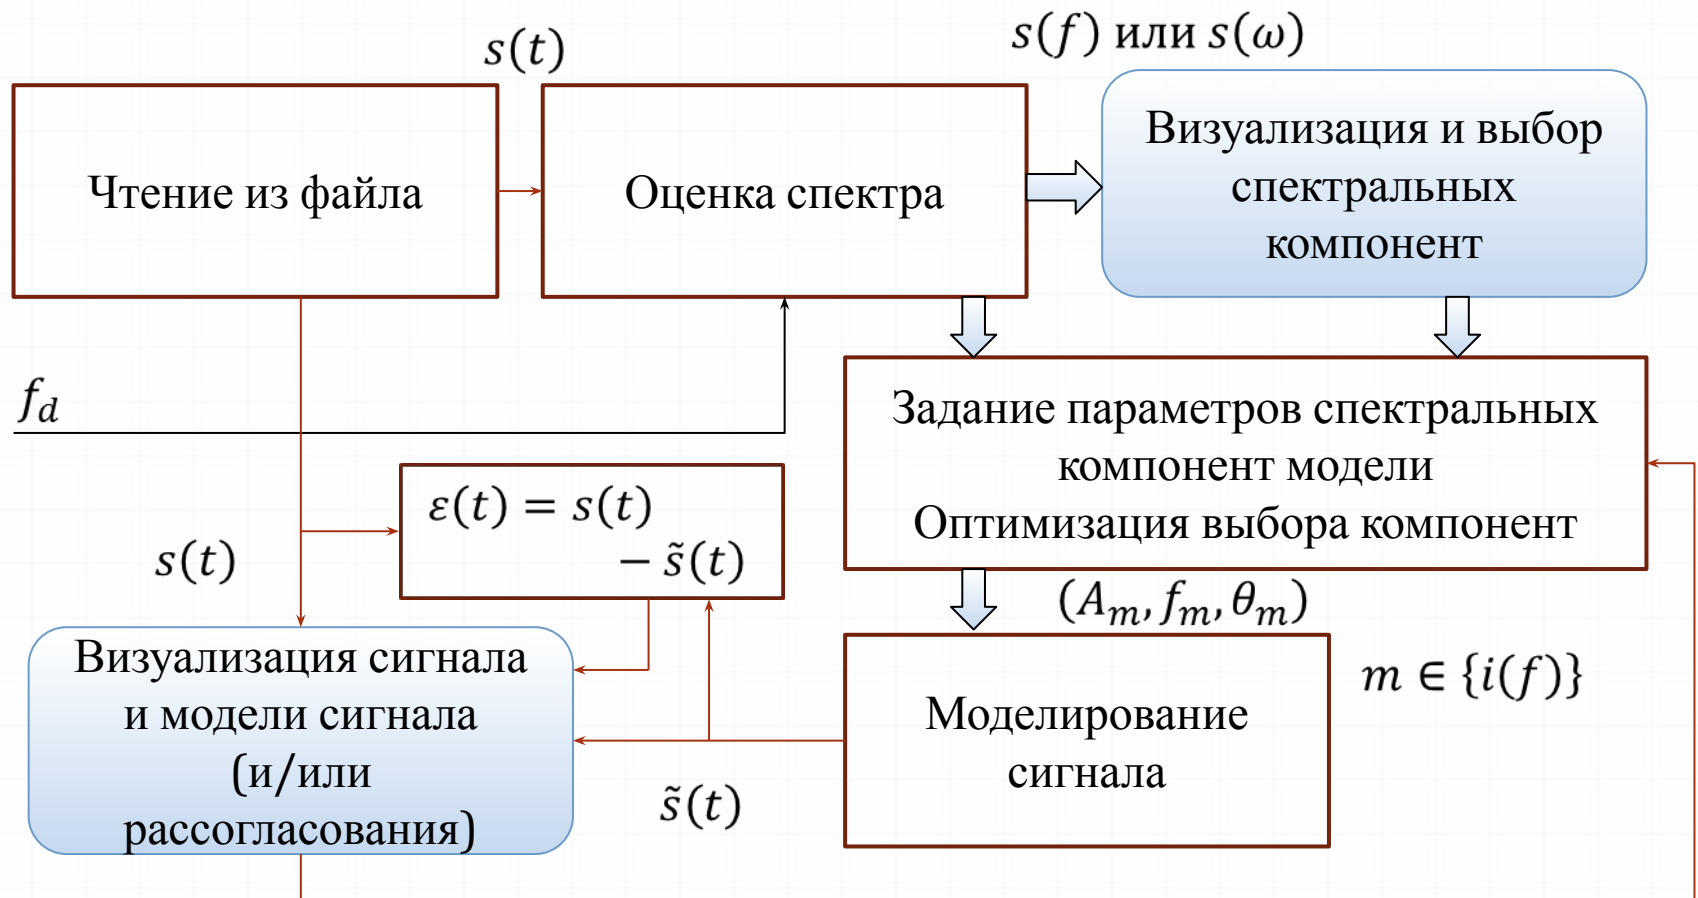 s(t)
s(f) или s(ω)
Чтение из файла
Оценка спектра
Визуализация и выбор
спектральных
компонент
f_d
Задание параметров спектральных
компонент модели
Оптимизация выбора компонент
ε(t) = s(t)
− s̃(t)
s(t)
(A_m, f_m, θ_m)
m ∈ {i(f)}
Визуализация сигнала
и модели сигнала
(и/или
рассогласования)
Моделирование
сигнала
s̃(t)